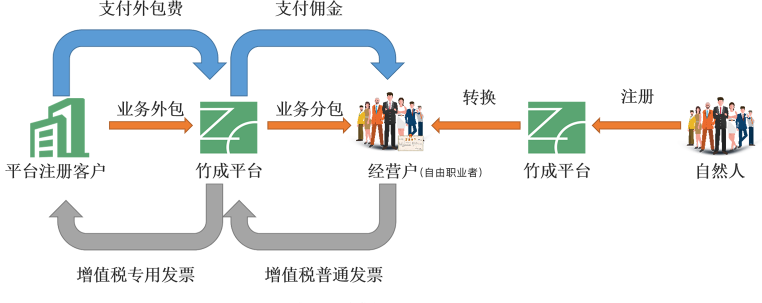 支付外包费
支付佣金
业务外包
业务分包
转换
注册
平台注册客户
竹成平台
经营户(自由职业者)
竹成平台
自然人
增值税专用发票
增值税普通发票